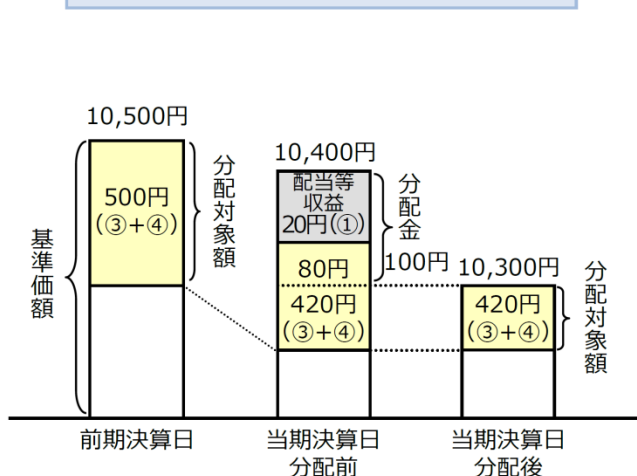 10,500円
500円
(③+④)
分配対象額
基準価額
前期決算日
10,400円
配当等
収益
20円(①)
分配金
100円
80円
420円
(③+④)
当期決算日
分配前
10,300円
420円
(③+④)
分配対象額
当期決算日
分配後